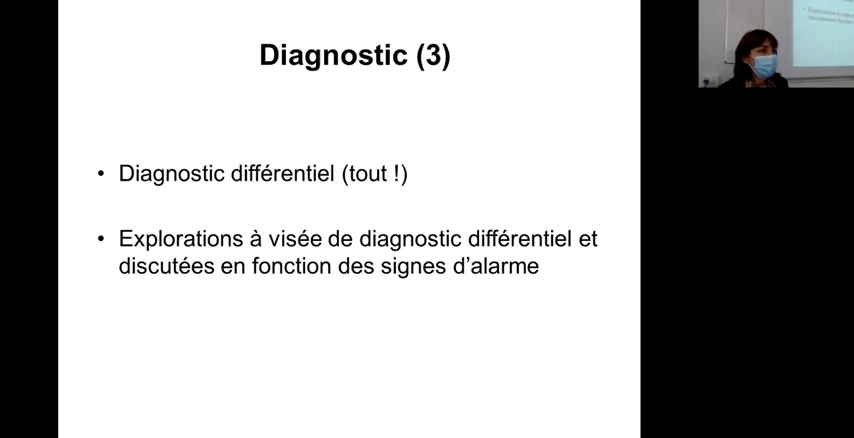 Diagnostic (3)
• Diagnostic différentiel (tout !)
• Explorations à visée de diagnostic différentiel et
discutées en fonction des signes d’alarme